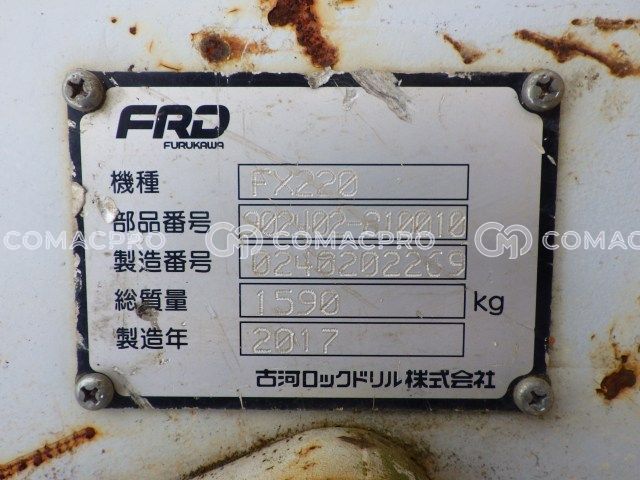 FRD
FURUKAWA
機種 FX220
部品番号 902402-210010
製造番号 0240202269
総質量 1590 kg
製造年 2017
古河ロックドリル株式会社
COMACPRO COMACPRO COMACPRO